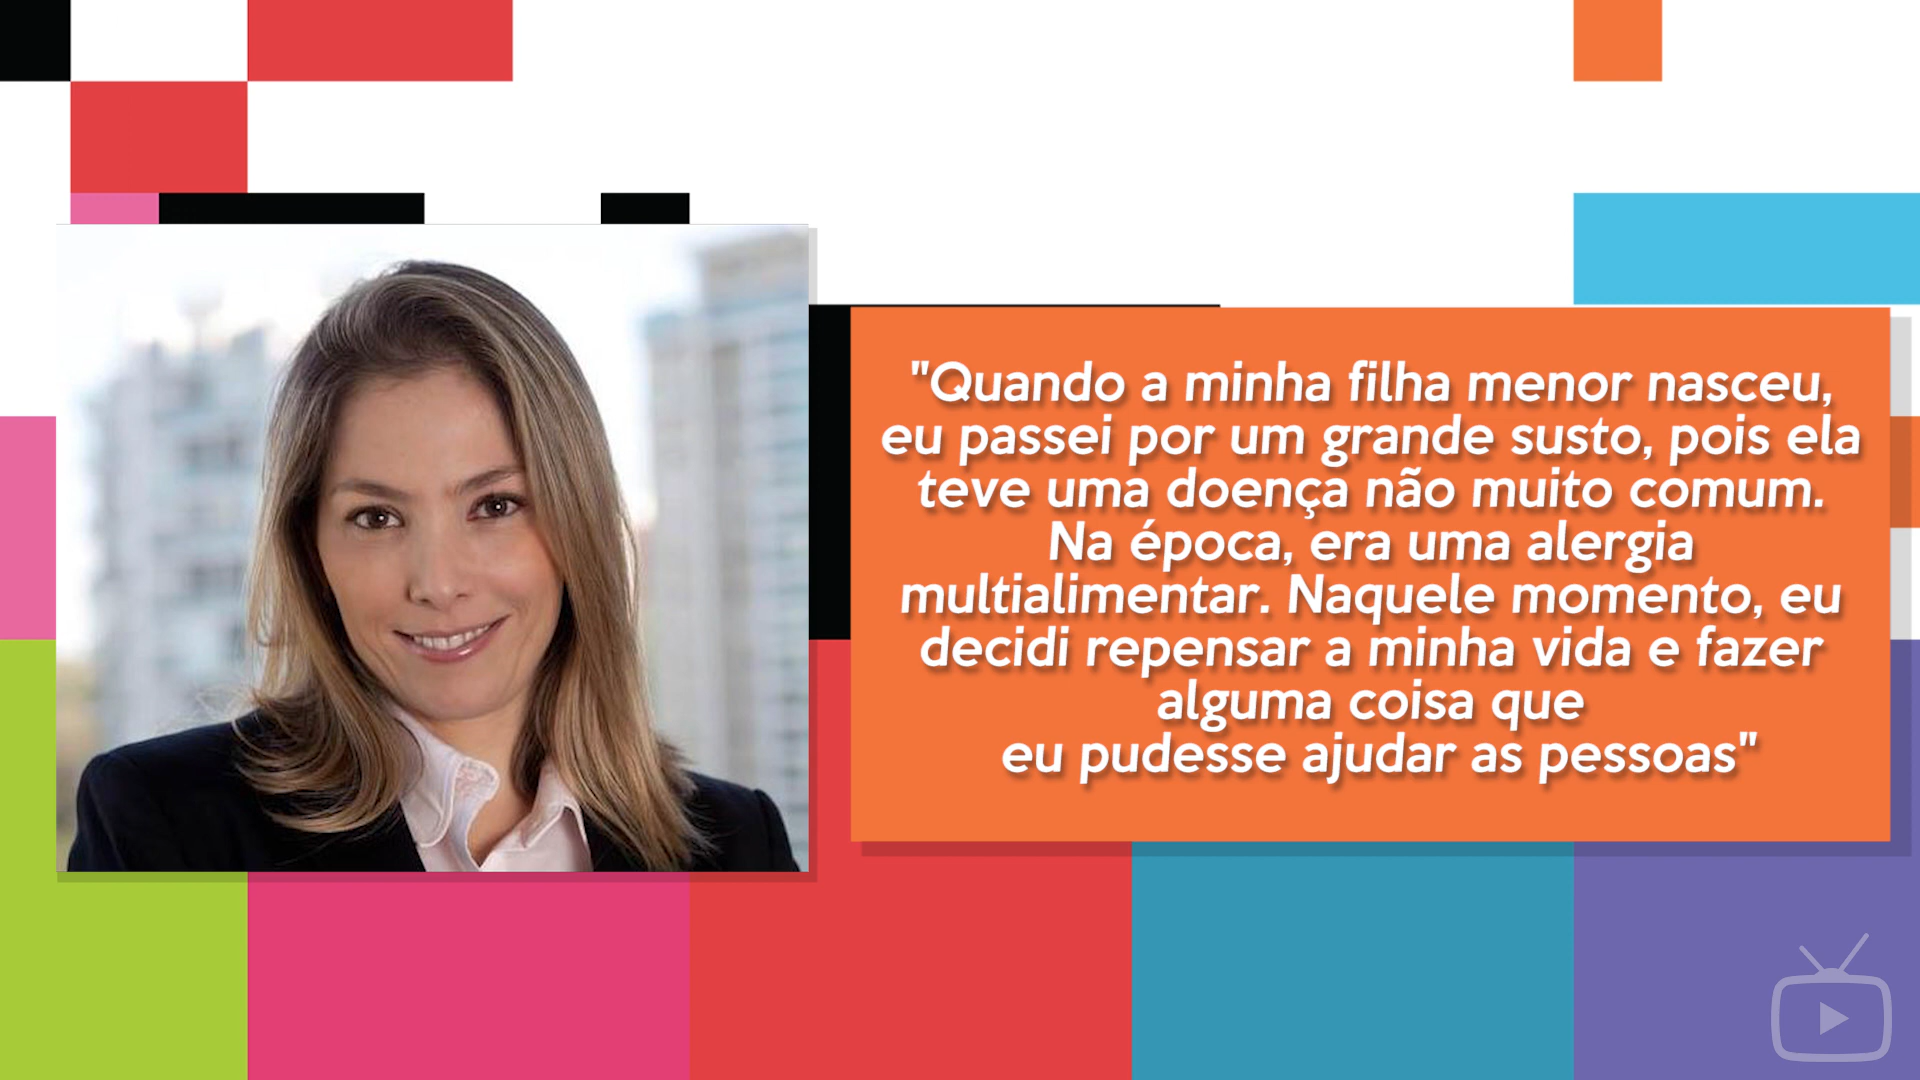 "Quando a minha filha menor nasceu,
eu passei por um grande susto, pois ela
teve uma doença não muito comum.
Na época, era uma alergia
multialimentar. Naquele momento, eu
decidi repensar a minha vida e fazer
alguma coisa que
eu pudesse ajudar as pessoas"